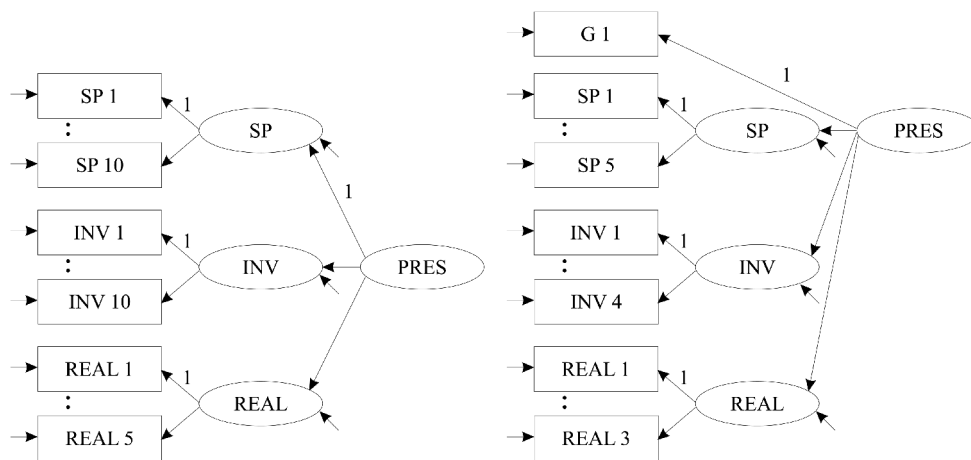 SP 1
1
:
SP
SP 10
1
INV 1
1
:
INV
PRES
INV 10
REAL 1
1
:
REAL
REAL 5
G 1
1
SP 1
1
:
SP
PRES
SP 5
INV 1
1
:
INV
INV 4
REAL 1
1
:
REAL
REAL 3